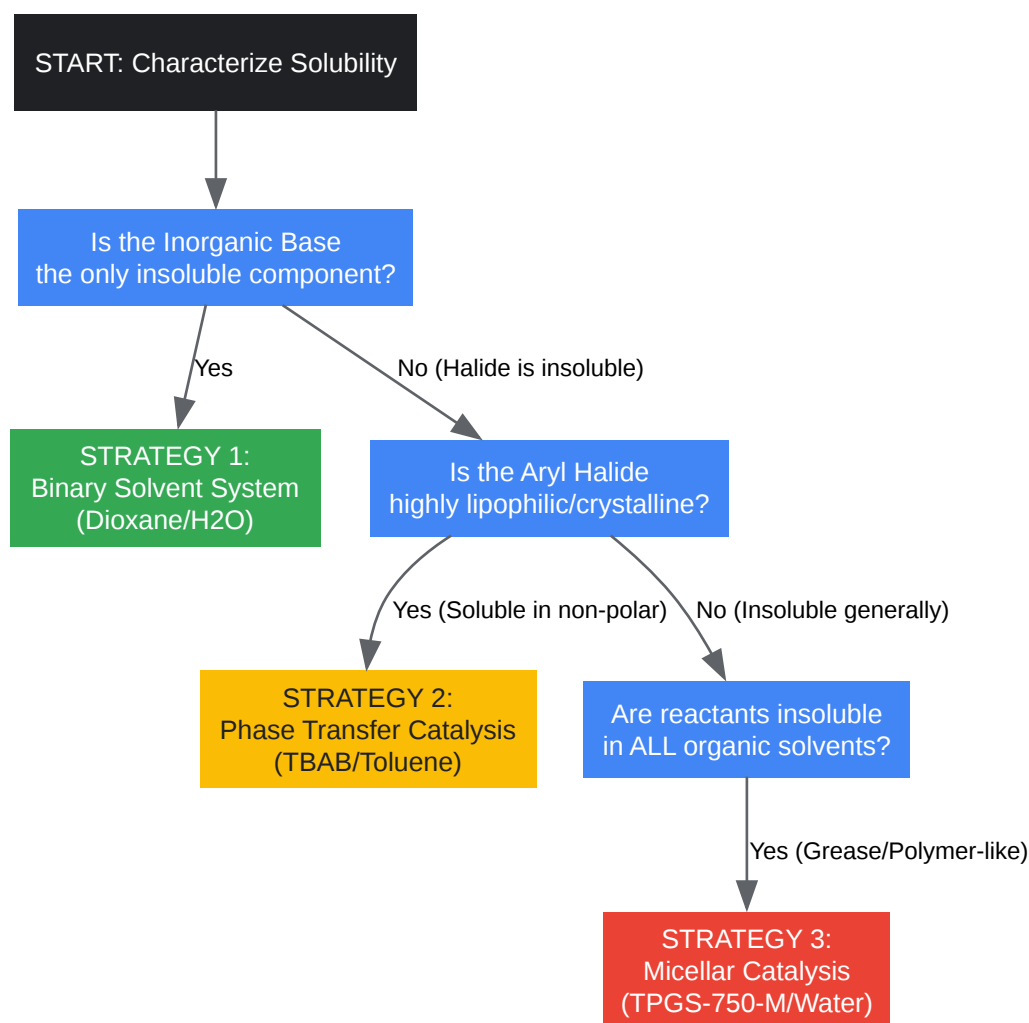 START: Characterize Solubility
Is the Inorganic Base
the only insoluble component?
Yes
No (Halide is insoluble)
STRATEGY 1:
Binary Solvent System
(Dioxane/H2O)
Is the Aryl Halide
highly lipophilic/crystalline?
Yes (Soluble in non-polar)
No (Insoluble generally)
STRATEGY 2:
Phase Transfer Catalysis
(TBAB/Toluene)
Are reactants insoluble
in ALL organic solvents?
Yes (Grease/Polymer-like)
STRATEGY 3:
Micellar Catalysis
(TPGS-750-M/Water)